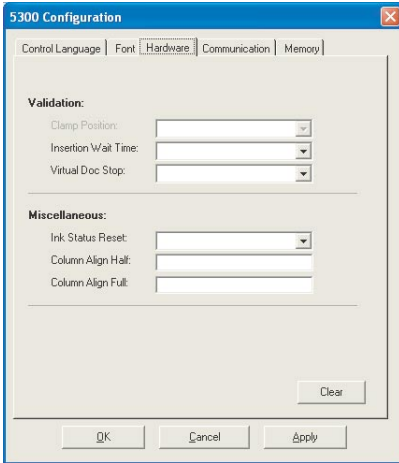 5300 Configuration
Control Language Font Hardware Communication Memory
Validation:
Clamp Position:
Insertion Wait Time:
Virtual Doc Stop:
Miscellaneous:
Ink Status Reset:
Column Align Half:
Column Align Full:
Clear
OK Cancel Apply